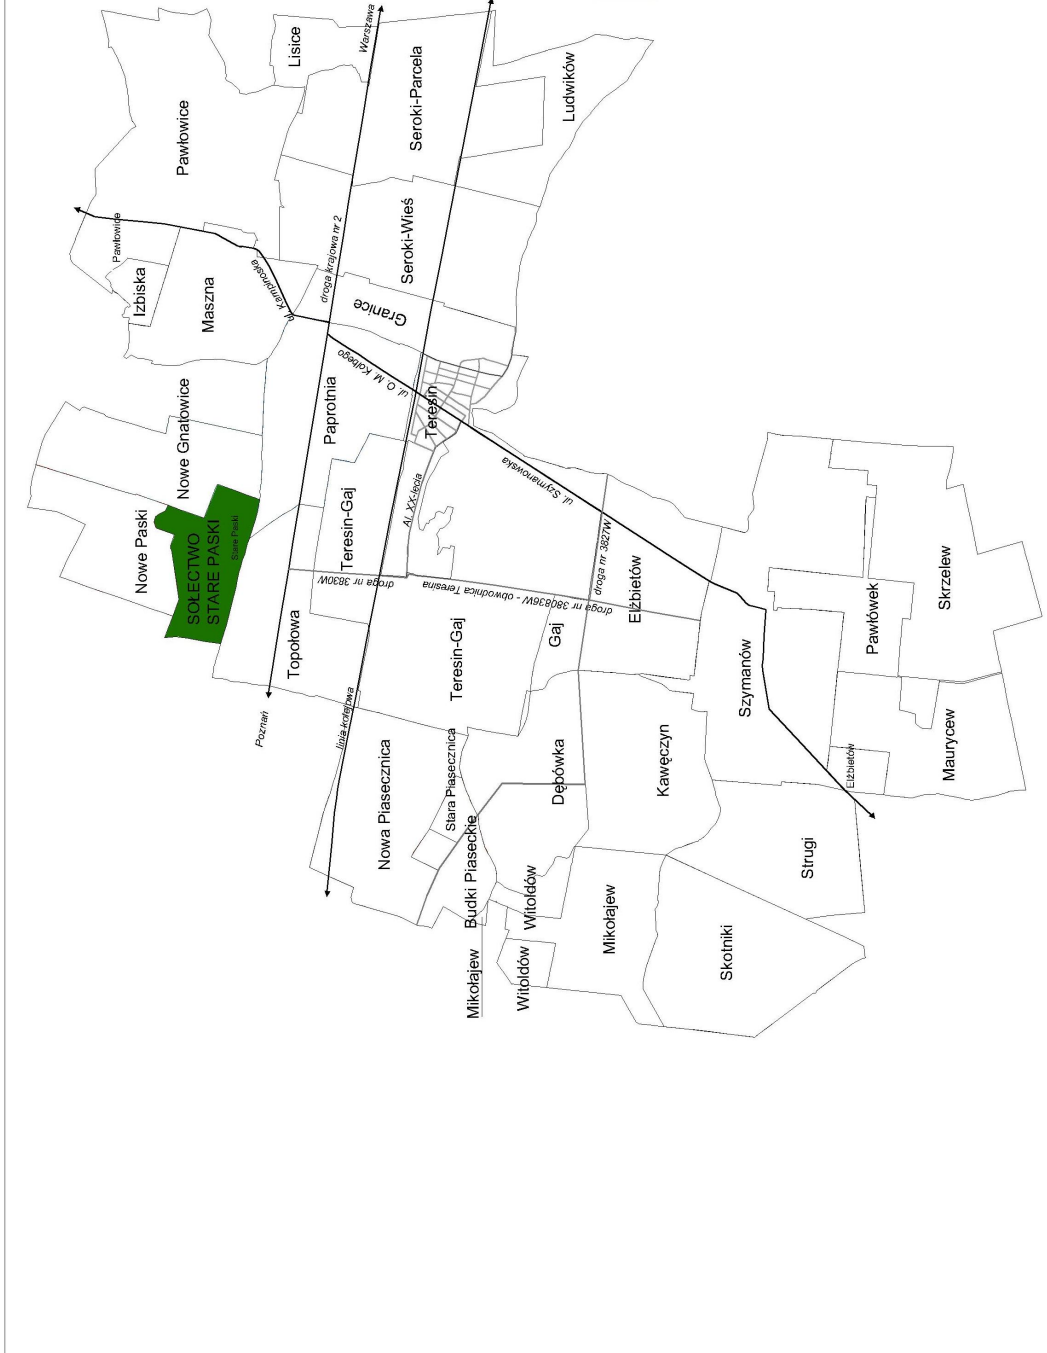 Pawłowice
Izbiska
Nowe Paski
Pawłowice
Nowe Gnatowice
SOŁECTWO
STARE PASKI
Stare Paski
Maszna
Poznań
ul. Kampinoska
Topołowa
Lisice
Paprotnia
droga krajowa nr 2
Warszawa
linia kolejowa
Teresin-Gaj
droga nr 3830W
ul. O. M. Kolbego
Granice
Nowa Piasecznica
Seroki-Wieś
Al. XX-lecia
Seroki-Parcela
Teresin
Stara Piasecznica
Teresin-Gaj
Budki Piaseckie
Mikołajew
droga nr 380836W - obwodnica Teresina
Witoldów
Witoldów
ul. Szymanowska
Gaj
Dębówka
Ludwików
droga nr 3827W
Mikołajew
Elżbietów
Kawęczyn
Skotniki
Szymanów
Strugi
Elżbietów
Pawłówek
Skrzelew
Maurycew